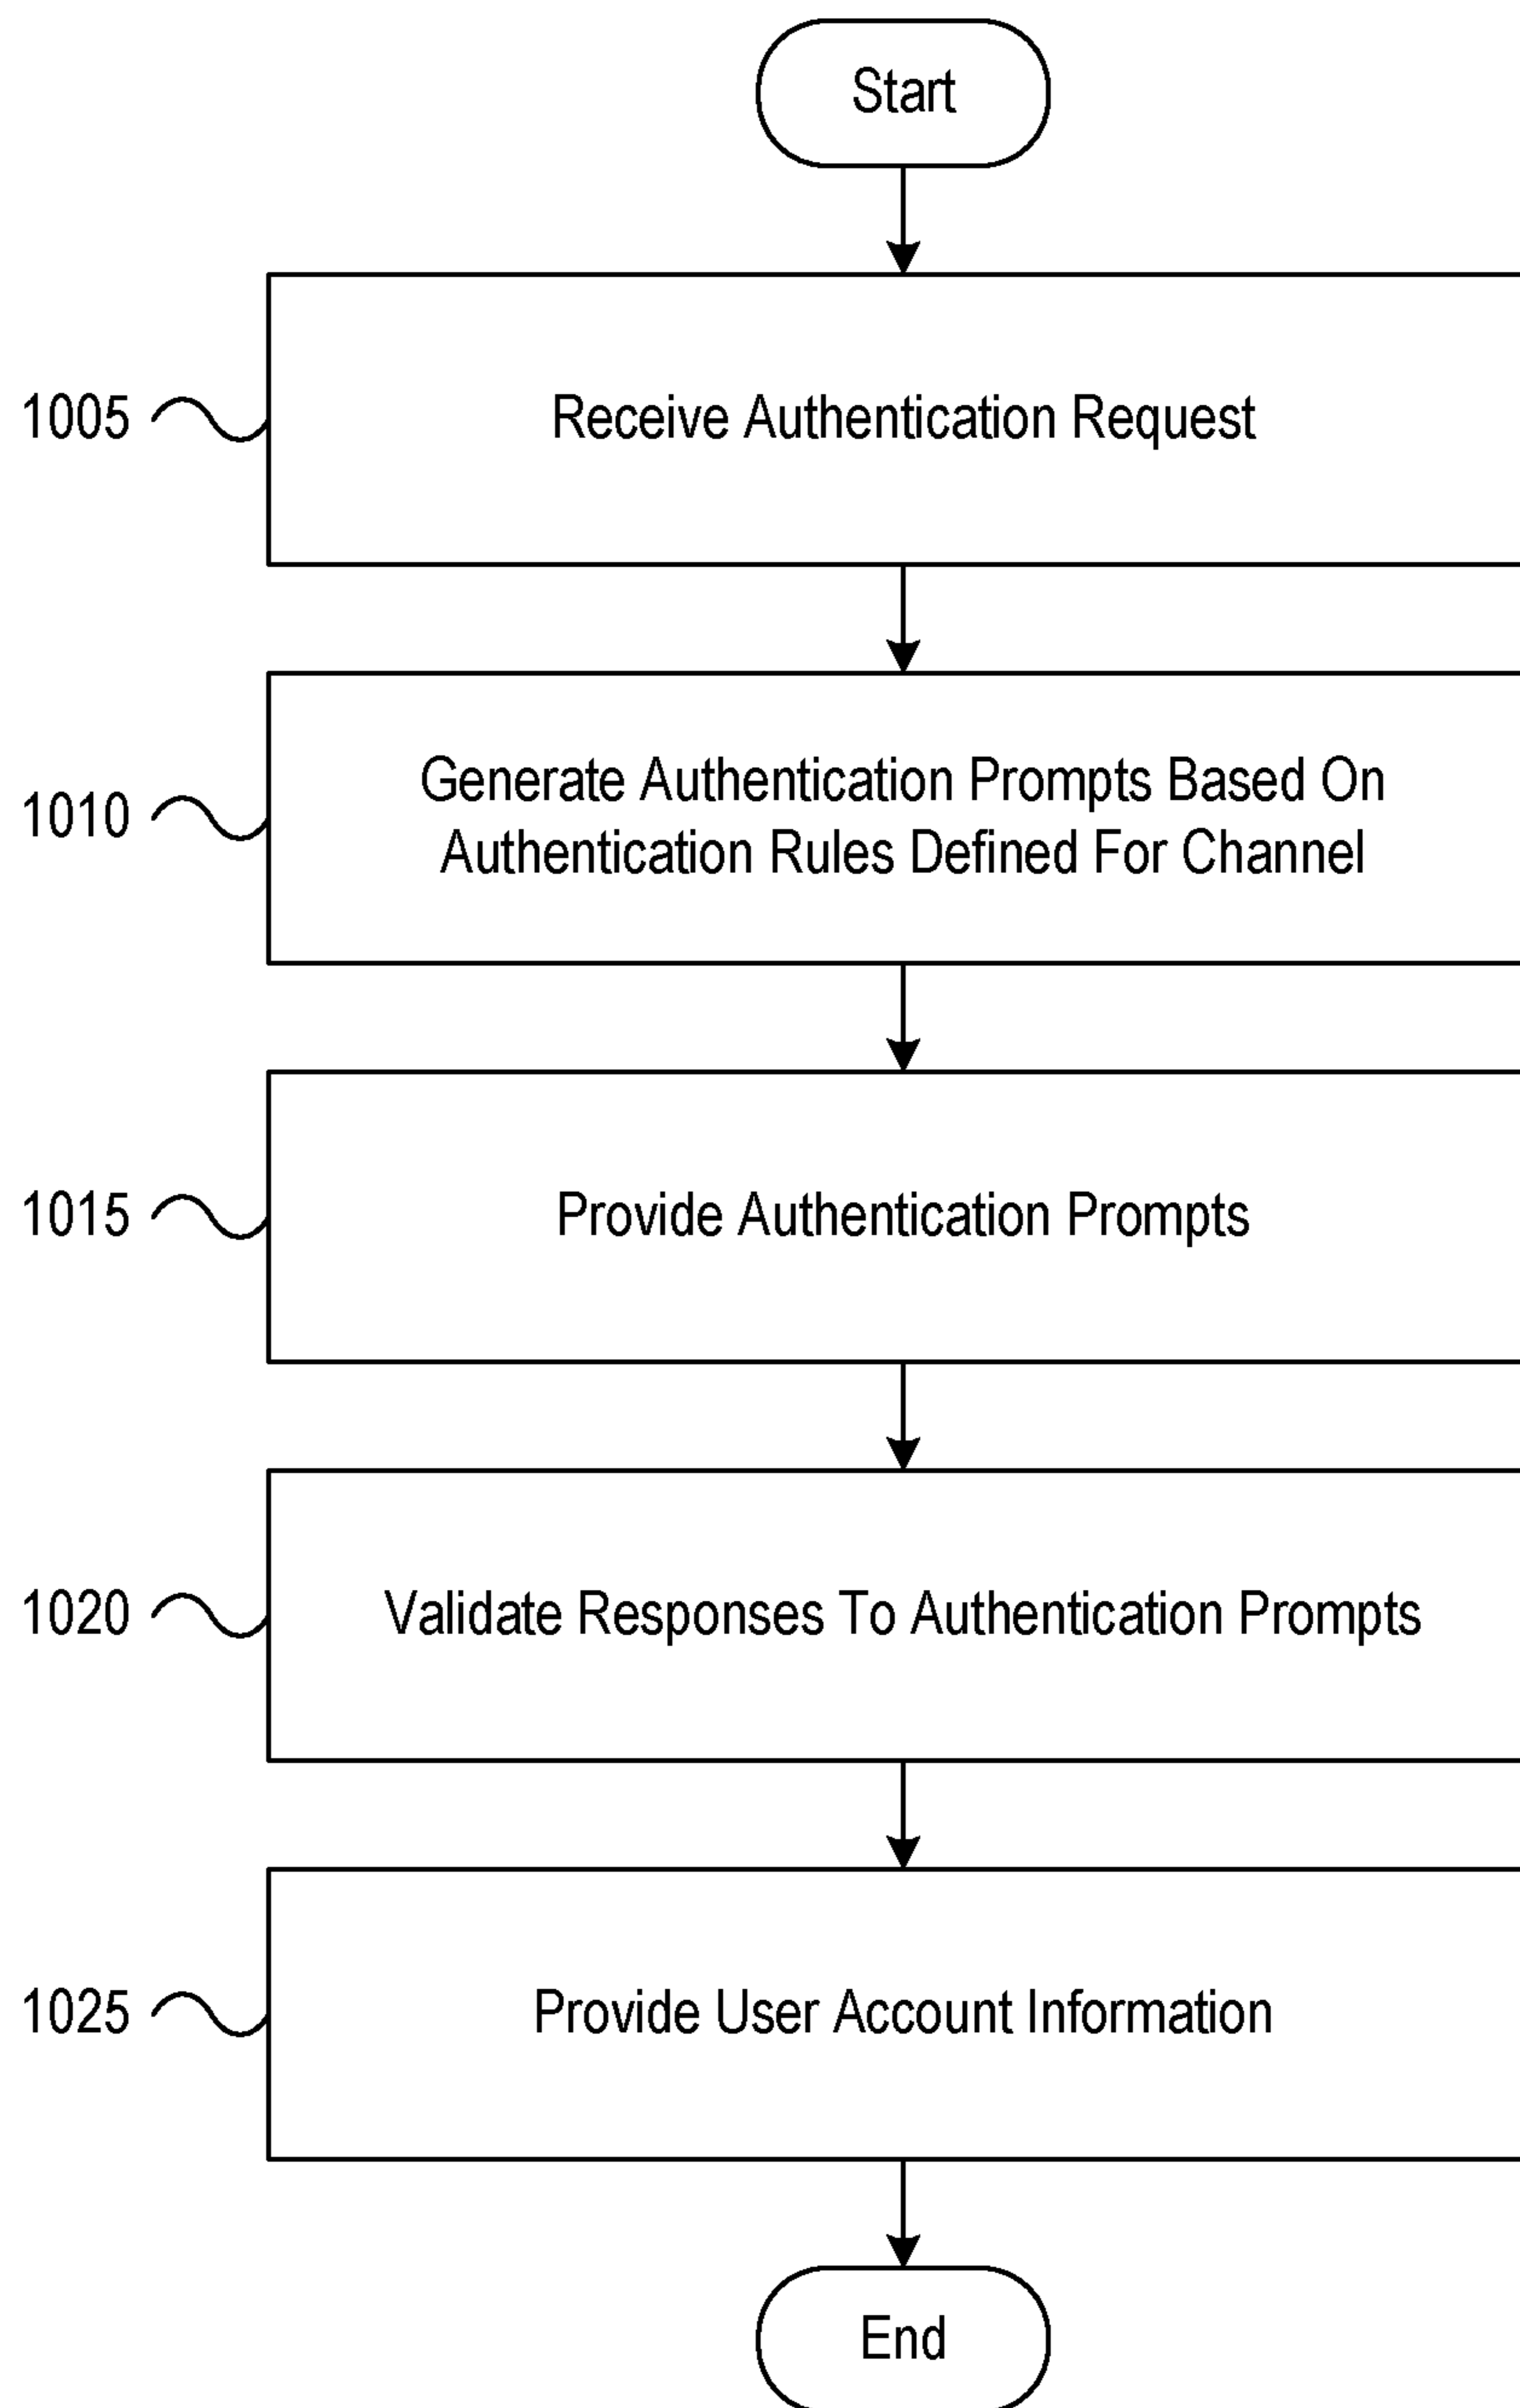 Start
1005
Receive Authentication Request
1010
Generate Authentication Prompts Based On
Authentication Rules Defined For Channel
1015
Provide Authentication Prompts
1020
Validate Responses To Authentication Prompts
1025
Provide User Account Information
End